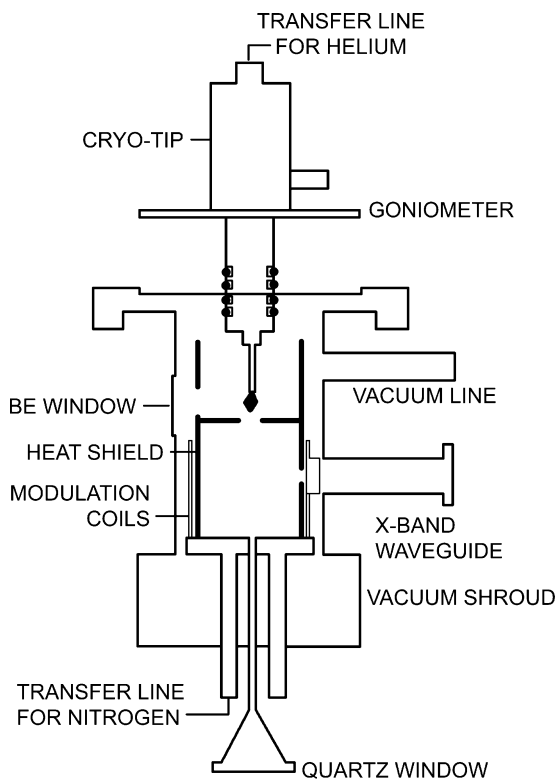 TRANSFER LINE
FOR HELIUM
CRYO-TIP
GONIOMETER
BE WINDOW
VACUUM LINE
HEAT SHIELD
MODULATION
COILS
X-BAND
WAVEGUIDE
VACUUM SHROUD
TRANSFER LINE
FOR NITROGEN
QUARTZ WINDOW